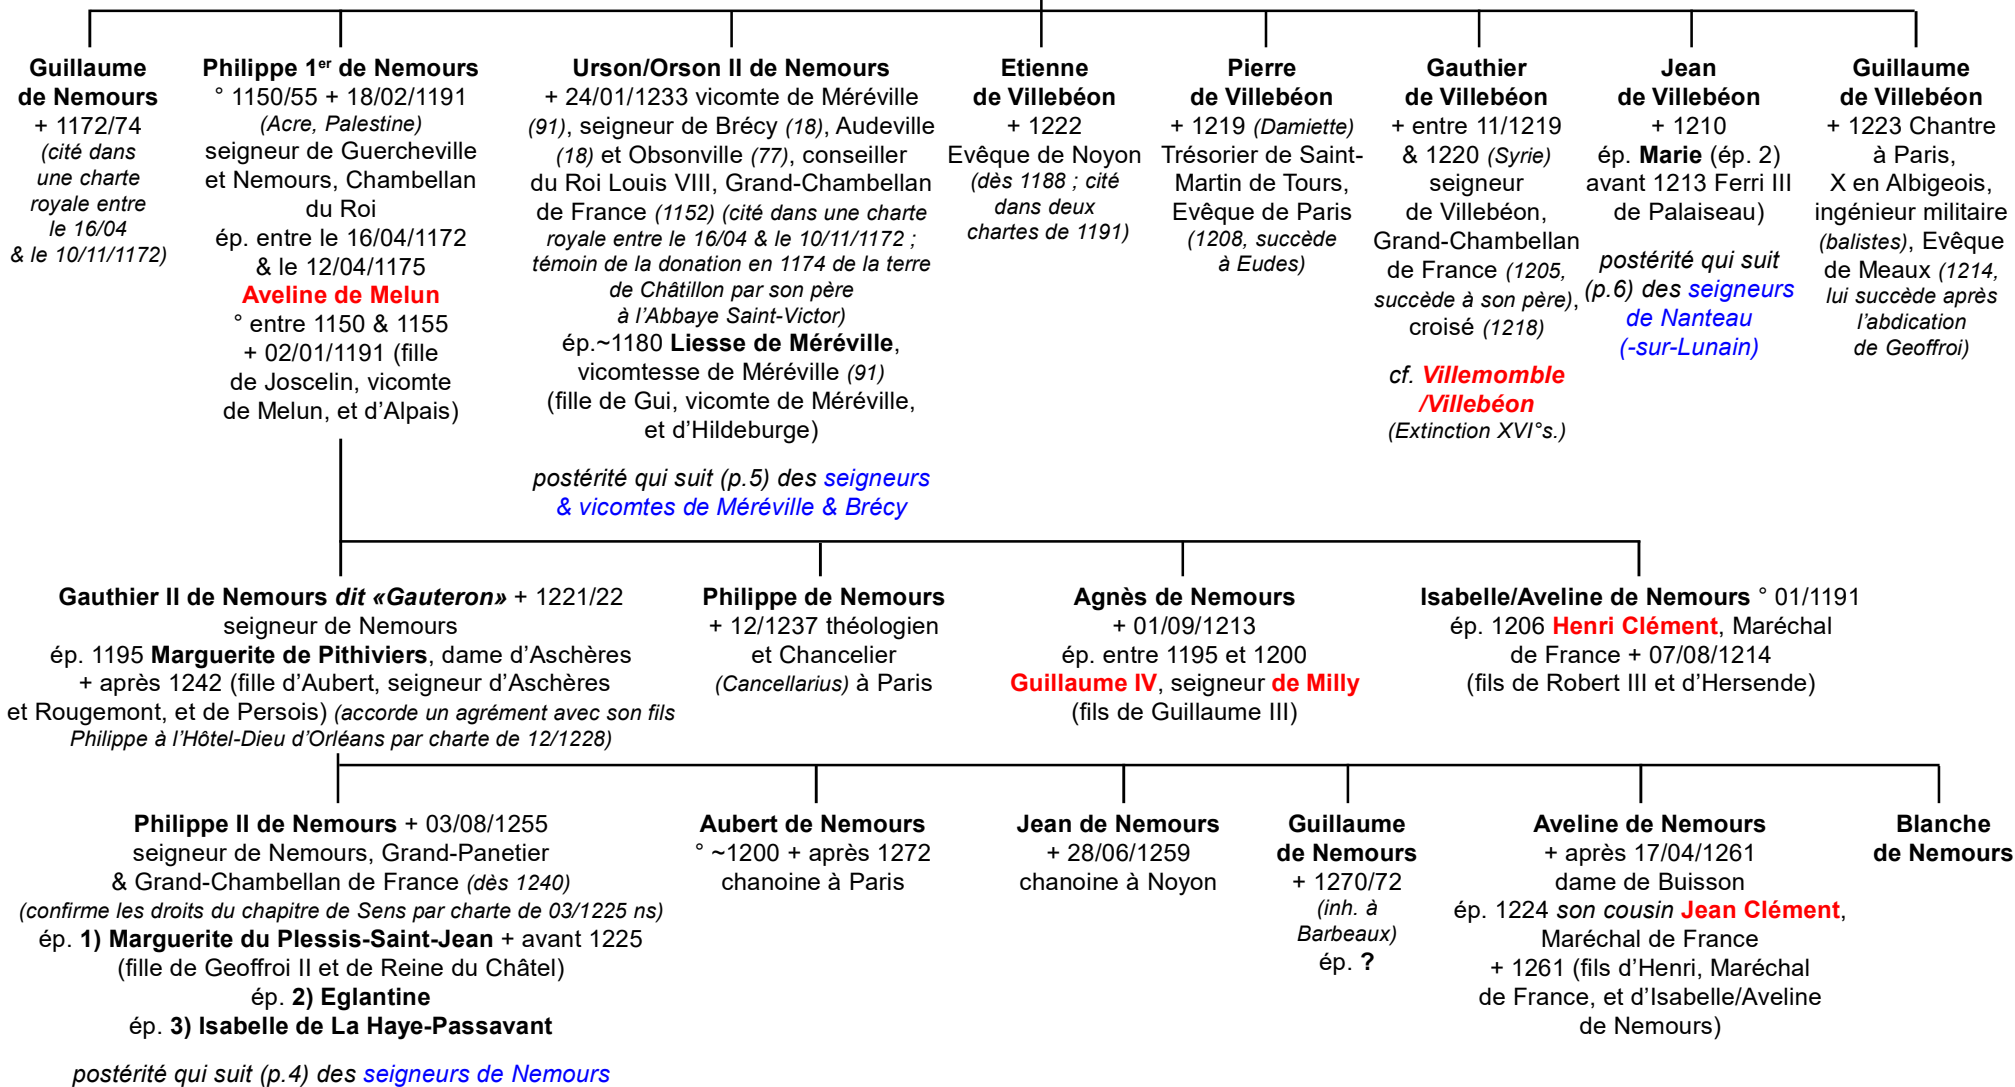 Guillaume
de Nemours
+ 1172/74
(cité dans
une charte
royale entre
le 16/04
& le 10/11/1172)
Philippe 1er de Nemours
° 1150/55 + 18/02/1191
(Acre, Palestine)
seigneur de Guercheville
et Nemours, Chambellan
du Roi
ép. entre le 16/04/1172
& le 12/04/1175
Aveline de Melun
° entre 1150 & 1155
+ 02/01/1191 (fille
de Joscelin, vicomte
de Melun, et d’Alpais)
Urson/Orson II de Nemours
+ 24/01/1233 vicomte de Méréville
(91), seigneur de Brécy (18), Audeville
(18) et Obsonville (77), conseiller
du Roi Louis VIII, Grand-Chambellan
de France (1152) (cité dans une charte
royale entre le 16/04 & le 10/11/1172 ;
témoin de la donation en 1174 de la terre
de Châtillon par son père
à l’Abbaye Saint-Victor)
ép.~1180 Liesse de Méréville,
vicomtesse de Méréville (91)
(fille de Gui, vicomte de Méréville,
et d’Hildeburge)
postérité qui suit (p.5) des seigneurs
& vicomtes de Méréville & Brécy
Etienne
de Villebéon
+ 1222
Evêque de Noyon
(dès 1188 ; cité
dans deux
chartes de 1191)
Pierre
de Villebéon
+ 1219 (Damiette)
Trésorier de Saint-
Martin de Tours,
Evêque de Paris
(1208, succède
à Eudes)
Gauthier
de Villebéon
+ entre 11/1219
& 1220 (Syrie)
seigneur
de Villebéon,
Grand-Chambellan
de France (1205,
succède à son père),
croisé (1218)
cf. Villemomble
/Villebéon
(Extinction XVI°s.)
Jean
de Villebéon
+ 1210
ép. Marie (ép. 2)
avant 1213 Ferri III
de Palaiseau)
postérité qui suit
(p.6) des seigneurs
de Nanteau
(-sur-Lunain)
Guillaume
de Villebéon
+ 1223 Chantre
à Paris,
X en Albigeois,
ingénieur militaire
(balistes), Evêque
de Meaux (1214,
lui succède après
l’abdication
de Geoffroi)
Gauthier II de Nemours dit «Gauteron» + 1221/22
seigneur de Nemours
ép. 1195 Marguerite de Pithiviers, dame d’Aschères
+ après 1242 (fille d’Aubert, seigneur d’Aschères
et Rougemont, et de Persois) (accorde un agrément avec son fils
Philippe à l’Hôtel-Dieu d’Orléans par charte de 12/1228)
Philippe de Nemours
+ 12/1237 théologien
et Chancelier
(Cancellarius) à Paris
Agnès de Nemours
+ 01/09/1213
ép. entre 1195 et 1200
Guillaume IV, seigneur de Milly
(fils de Guillaume III)
Isabelle/Aveline de Nemours ° 01/1191
ép. 1206 Henri Clément, Maréchal
de France + 07/08/1214
(fils de Robert III et d’Hersende)
Philippe II de Nemours + 03/08/1255
seigneur de Nemours, Grand-Panetier
& Grand-Chambellan de France (dès 1240)
(confirme les droits du chapitre de Sens par charte de 03/1225 ns)
ép. 1) Marguerite du Plessis-Saint-Jean + avant 1225
(fille de Geoffroi II et de Reine du Châtel)
ép. 2) Eglantine
ép. 3) Isabelle de La Haye-Passavant
postérité qui suit (p.4) des seigneurs de Nemours
Aubert de Nemours
° ~1200 + après 1272
chanoine à Paris
Jean de Nemours
+ 28/06/1259
chanoine à Noyon
Guillaume
de Nemours
+ 1270/72
(inh. à
Barbeaux)
ép. ?
Aveline de Nemours
+ après 17/04/1261
dame de Buisson
ép. 1224 son cousin Jean Clément,
Maréchal de France
+ 1261 (fils d’Henri, Maréchal
de France, et d’Isabelle/Aveline
de Nemours)
Blanche
de Nemours